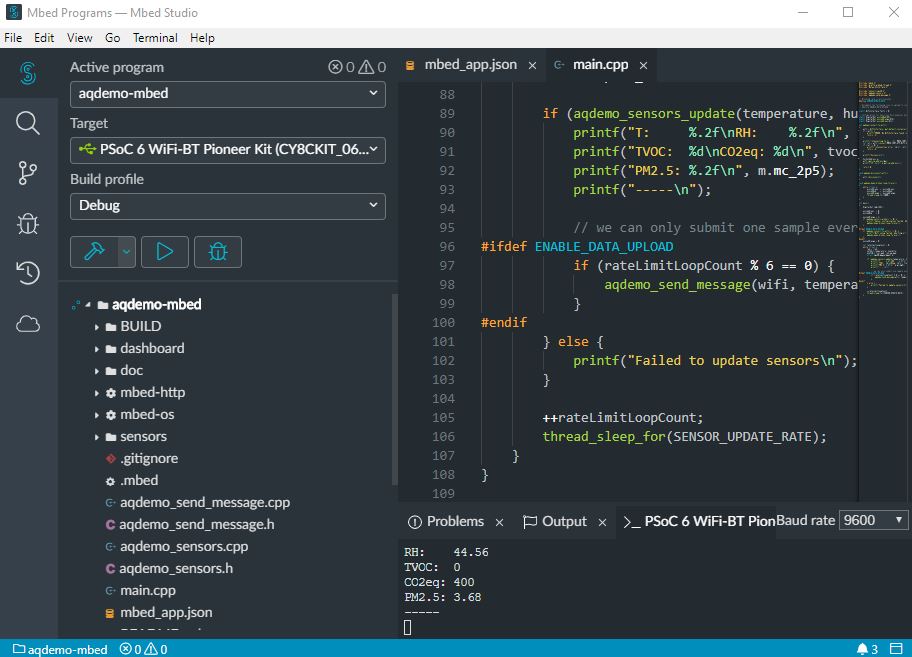 Mbed Programs — Mbed Studio
File Edit View Go Terminal Help
Active program
0 0
aqdemo-mbed
Target
PSoC 6 WiFi-BT Pioneer Kit (CY8CKIT_06...
Build profile
Debug
aqdemo-mbed
BUILD
dashboard
doc
mbed-http
mbed-os
sensors
.gitignore
.mbed
aqdemo_send_message.cpp
aqdemo_send_message.h
aqdemo_sensors.cpp
aqdemo_sensors.h
main.cpp
mbed_app.json
mbed_app.json × main.cpp ×
88
89 if (aqdemo_sensors_update(temperature, hu
90 printf("T:    %.2f\nRH:    %.2f\n",
91 printf("TVOC:  %d\nCO2eq: %d\n", tvoc
92 printf("PM2.5: %.2f\n", m.mc_2p5);
93 printf("-----\n");
94
95 // we can only submit one sample ever
96 #ifdef ENABLE_DATA_UPLOAD
97 if (rateLimitLoopCount % 6 == 0) {
98 aqdemo_send_message(wifi, tempera
99 }
100 #endif
101 } else {
102 printf("Failed to update sensors\n");
103 }
104
105 ++rateLimitLoopCount;
106 thread_sleep_for(SENSOR_UPDATE_RATE);
107 }
108 }
109
Problems × Output × >_ PSoC 6 WiFi-BT Pion Baud rate 9600
RH:    44.56
TVOC:  0
CO2eq: 400
PM2.5: 3.68
-----
aqdemo-mbed 0 0 3